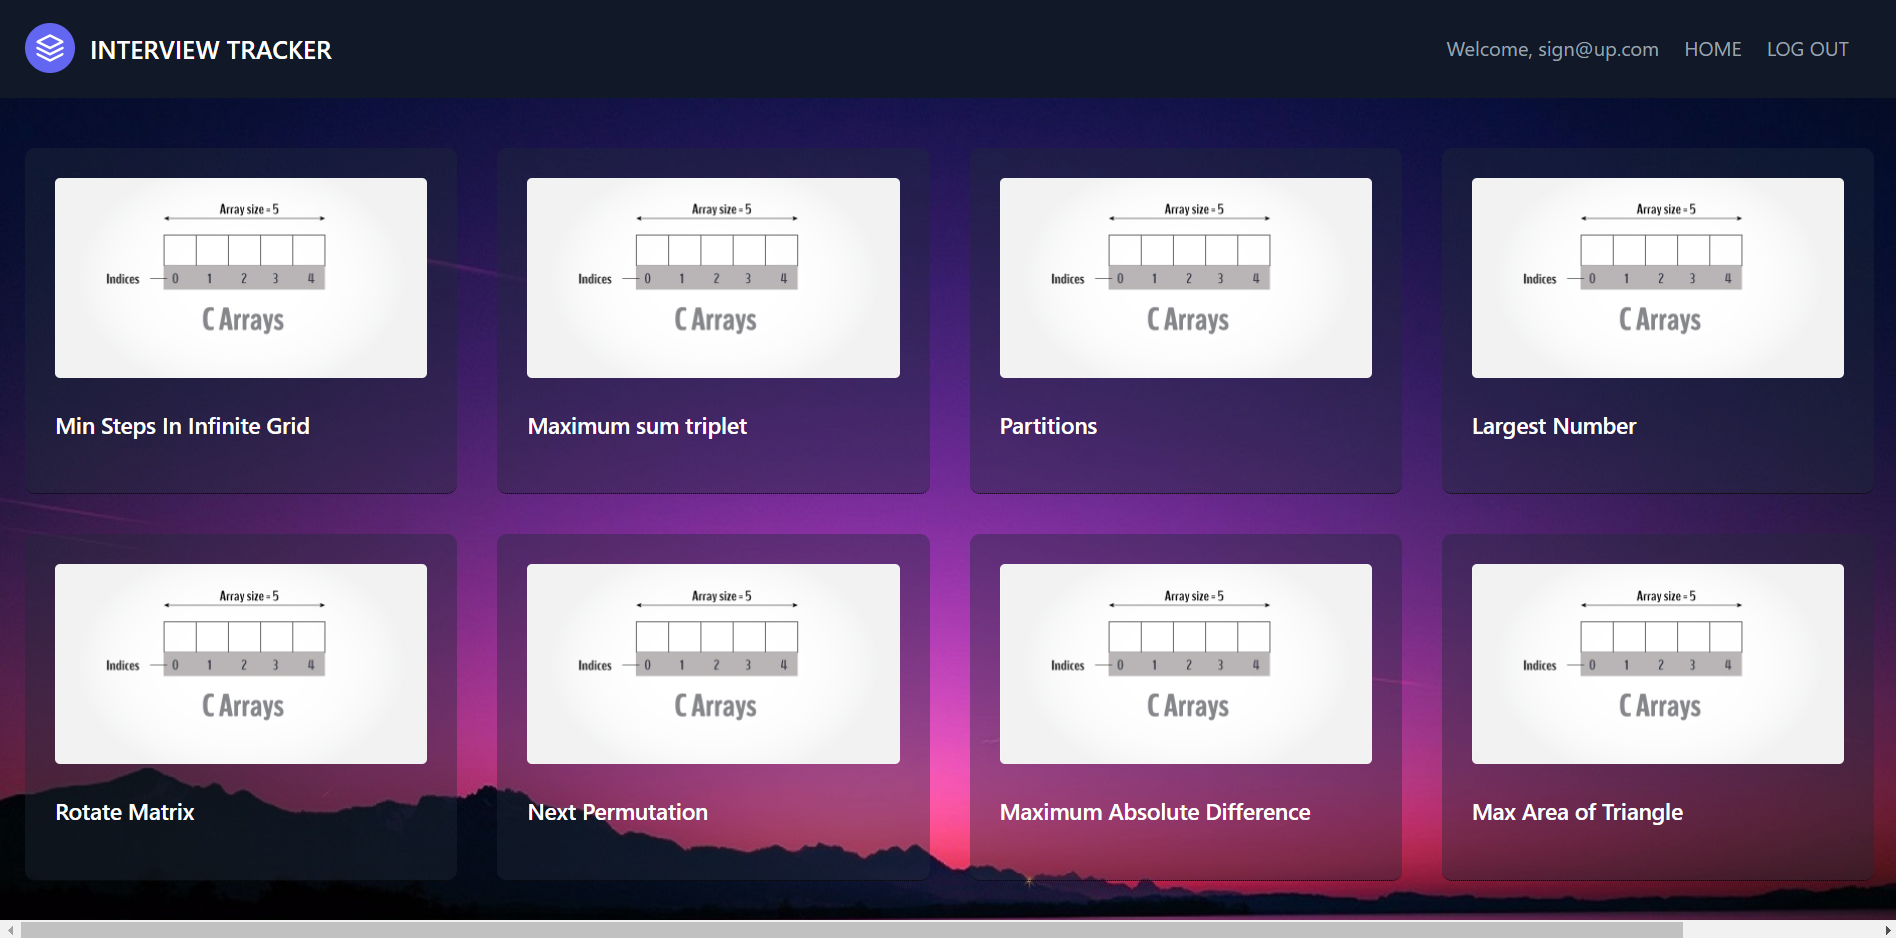 INTERVIEW TRACKER
Welcome, sign@up.com HOME LOG OUT
Array size = 5
Indices 0 1 2 3 4
C Arrays
Min Steps In Infinite Grid
Array size = 5
Indices 0 1 2 3 4
C Arrays
Maximum sum triplet
Array size = 5
Indices 0 1 2 3 4
C Arrays
Partitions
Array size = 5
Indices 0 1 2 3 4
C Arrays
Largest Number
Array size = 5
Indices 0 1 2 3 4
C Arrays
Rotate Matrix
Array size = 5
Indices 0 1 2 3 4
C Arrays
Next Permutation
Array size = 5
Indices 0 1 2 3 4
C Arrays
Maximum Absolute Difference
Array size = 5
Indices 0 1 2 3 4
C Arrays
Max Area of Triangle